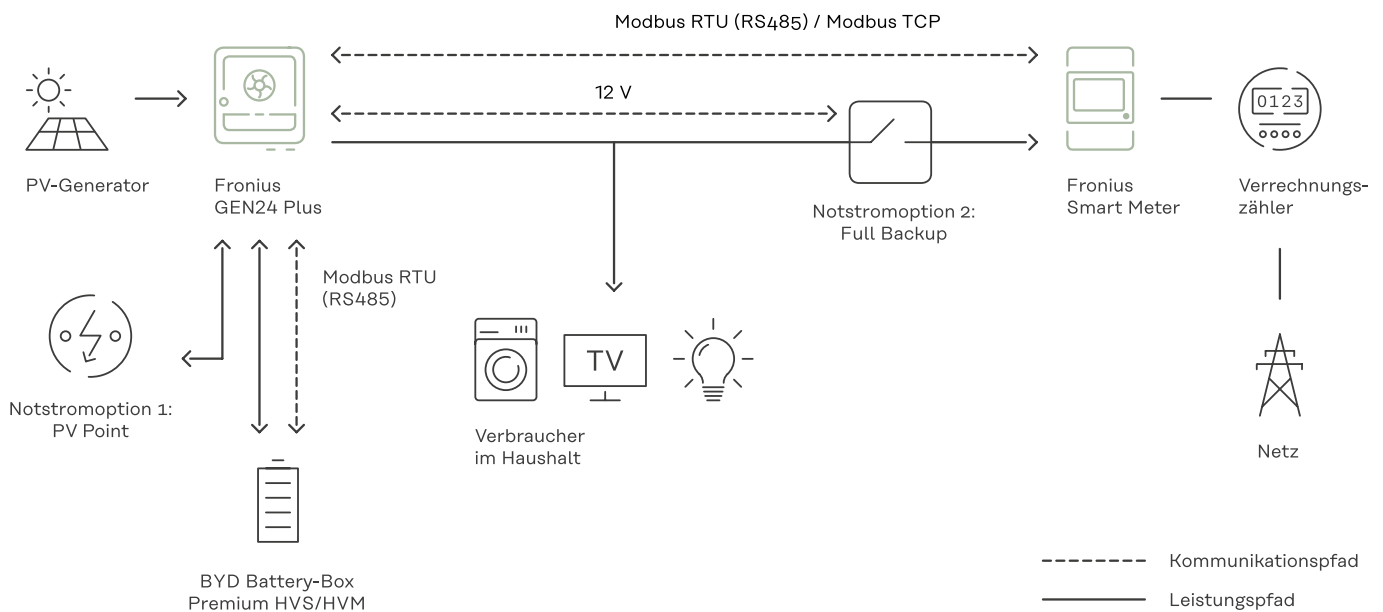 Modbus RTU (RS485) / Modbus TCP
12 V
0123
PV-Generator
Fronius
GEN24 Plus
Notstromoption 2:
Full Backup
Fronius
Smart Meter
Verrechnungs-
zähler
Modbus RTU
(RS485)
TV
Notstromoption 1:
PV Point
Verbraucher
im Haushalt
Netz
BYD Battery-Box
Premium HVS/HVM
Kommunikationspfad
Leistungspfad